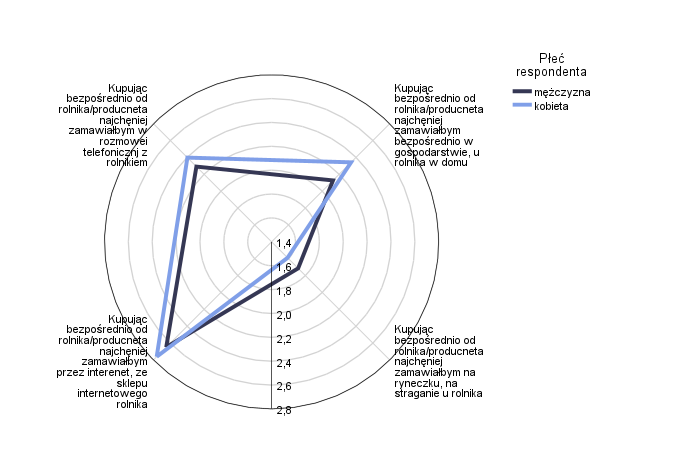 Płeć
respondenta
mężczyzna
kobieta
Kupując
bezpośrednio od
rolnika/producneta
najchęniej
zamawiałbym w
rozmowei
telefonicznj z
rolnikiem
Kupując
bezpośrednio od
rolnika/producneta
najchęniej
zamawiałbym
bezpośrednio w
gospodarstwie, u
rolnika w domu
1,4
1,6
1,8
2,0
2,2
2,4
2,6
2,8
Kupując
bezpośrednio od
rolnika/producneta
najchęniej
zamawiałbym
przez interenet, ze
sklepu
internetowego
rolnika
Kupując
bezpośrednio od
rolnika/producneta
najchęniej
zamawiałbym na
ryneczku, na
straganie u rolnika